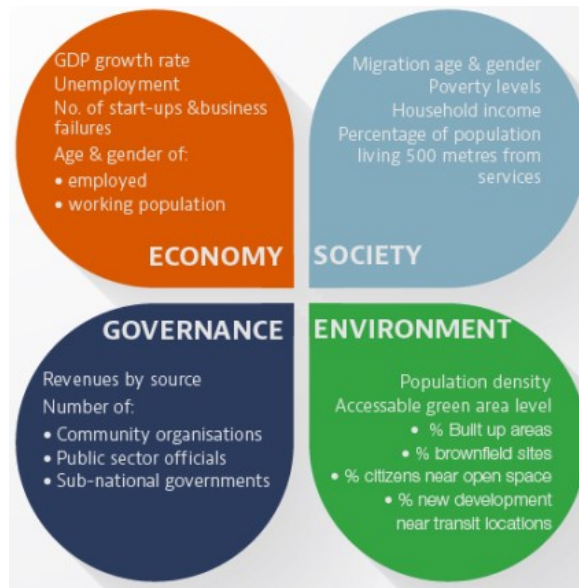 GDP growth rate
Unemployment
No. of start-ups &business
failures
Age & gender of:
• employed
• working population
ECONOMY
Migration age & gender
Poverty levels
Household income
Percentage of population
living 500 metres from
services
SOCIETY
GOVERNANCE
Revenues by source
Number of:
• Community organisations
• Public sector officials
• Sub-national governments
ENVIRONMENT
Population density
Accessable green area level
• % Built up areas
• % brownfield sites
• % citizens near open space
• % new development
near transit locations